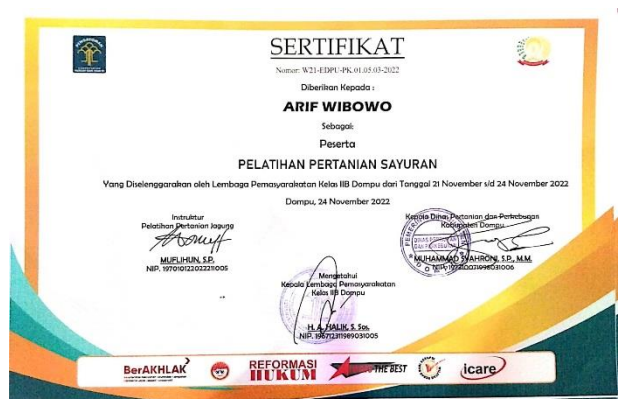 SERTIFIKAT
Nomor: W21-EDPU-PK.01.05.03-2022
Diberikan Kepada :
ARIF WIBOWO
Sebagai:
Peserta
PELATIHAN PERTANIAN SAYURAN
Yang Diselenggarakan oleh Lembaga Pemasyarakatan Kelas IIB Dompu dari Tanggal 21 November s/d 24 November 2022
Dompu, 24 November 2022
Instruktur
Pelatihan Pertanian Jagung
MUFLIHUN, S.P.
Kepala Dinas Pertanian dan Perkebunan
Kabupaten Dompu
MUHAMMAD SYAHRONI, S.P., M.M.
Mengetahui
Kepala Lembaga Pemasyarakatan
Kelas IIB Dompu
H. A. HALIK, S. Sos.
NIP. 196712311989031005
BerAKHLAK
REFORMASI
HUKUM
THE BEST
icare